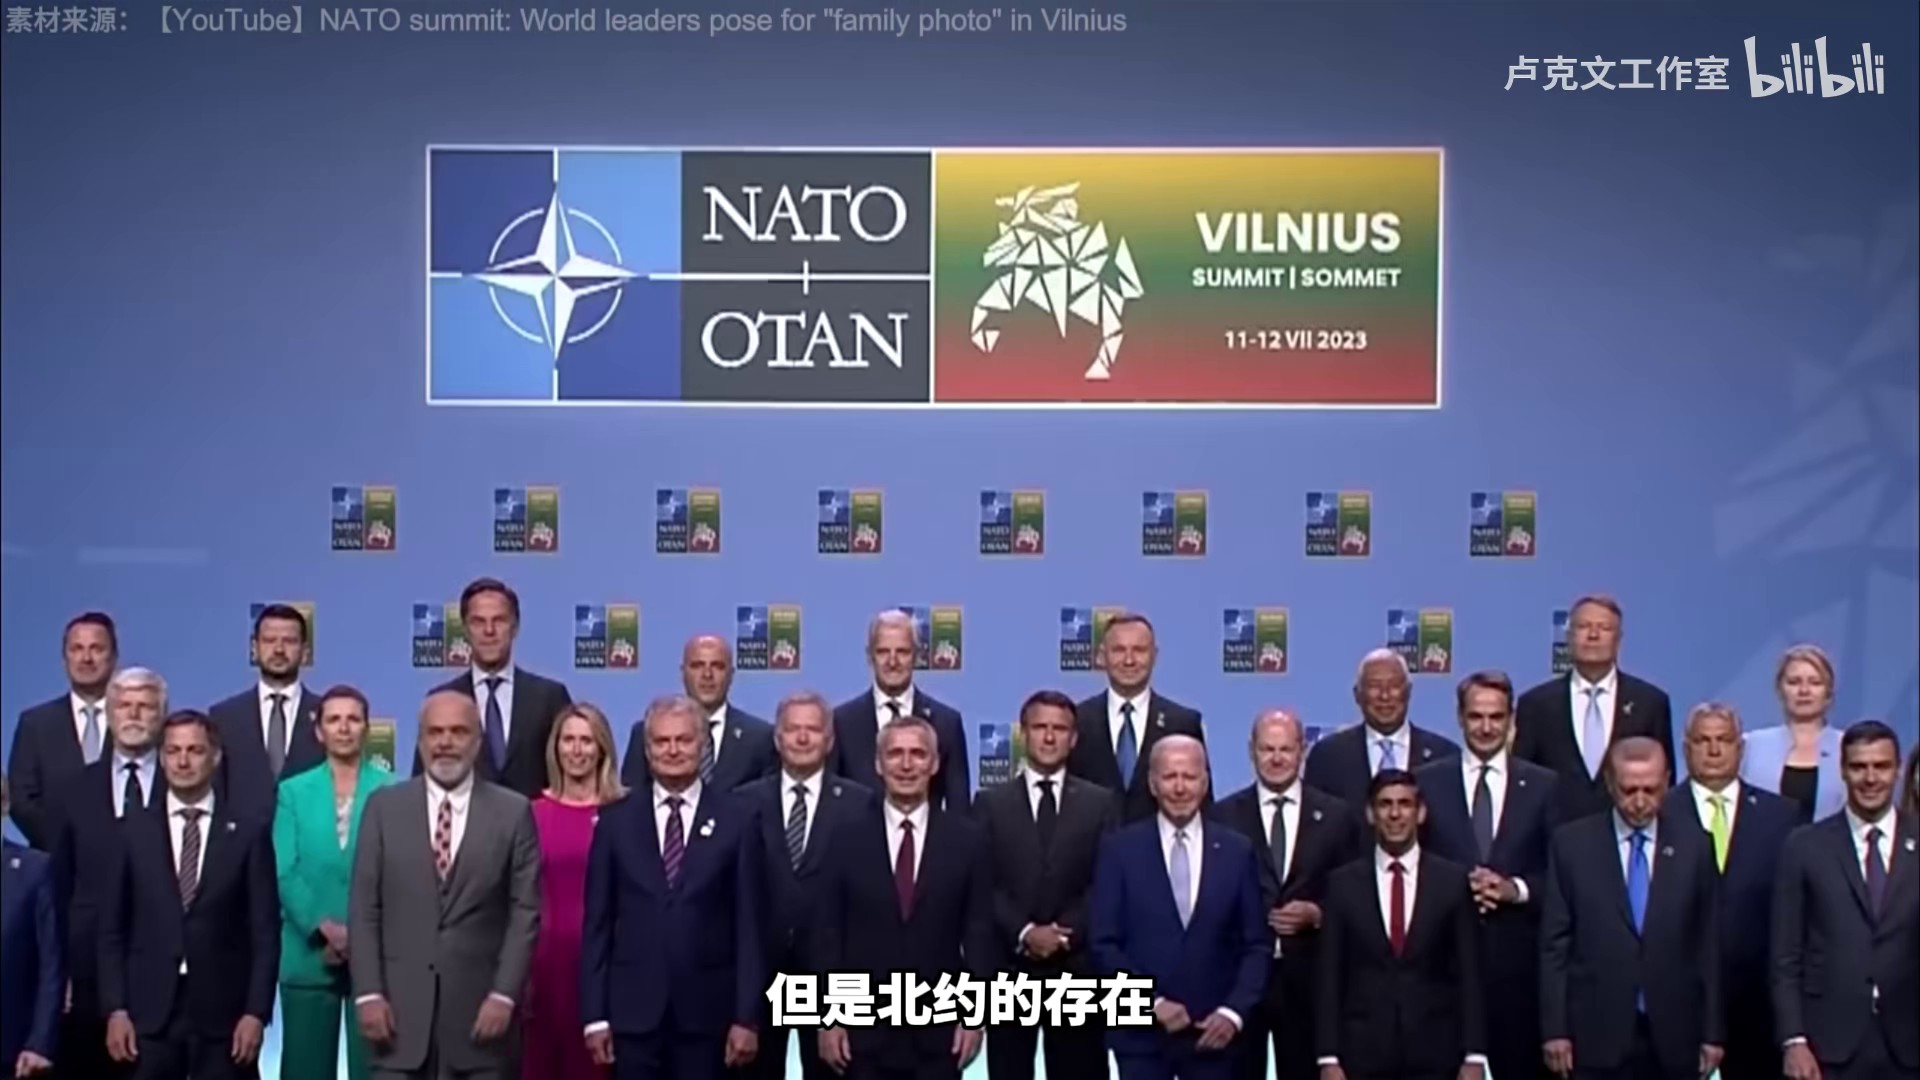 素材来源：【YouTube】NATO summit: World leaders pose for "family photo" in Vilnius
卢克文工作室 bilibili
NATO
OTAN
VILNIUS
SUMMIT | SOMMET
11-12 VII 2023
但是北约的存在